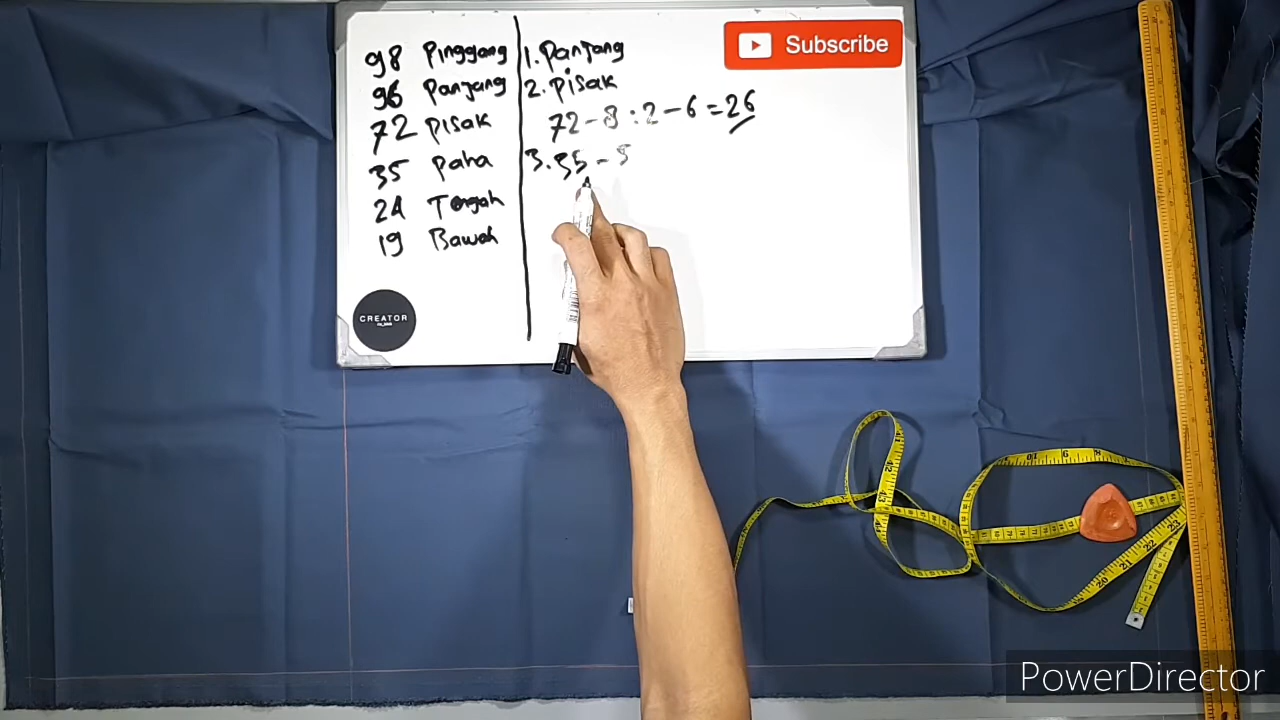 98 Pinggang
96 Panjang
72 Pisak
35 Paha
24 Tengah
19 Bawah
1. Panjang
2. Pisak
72 - 8 : 2 - 6 = 26
3. 35 - 5
Subscribe
CREATOR
PowerDirector